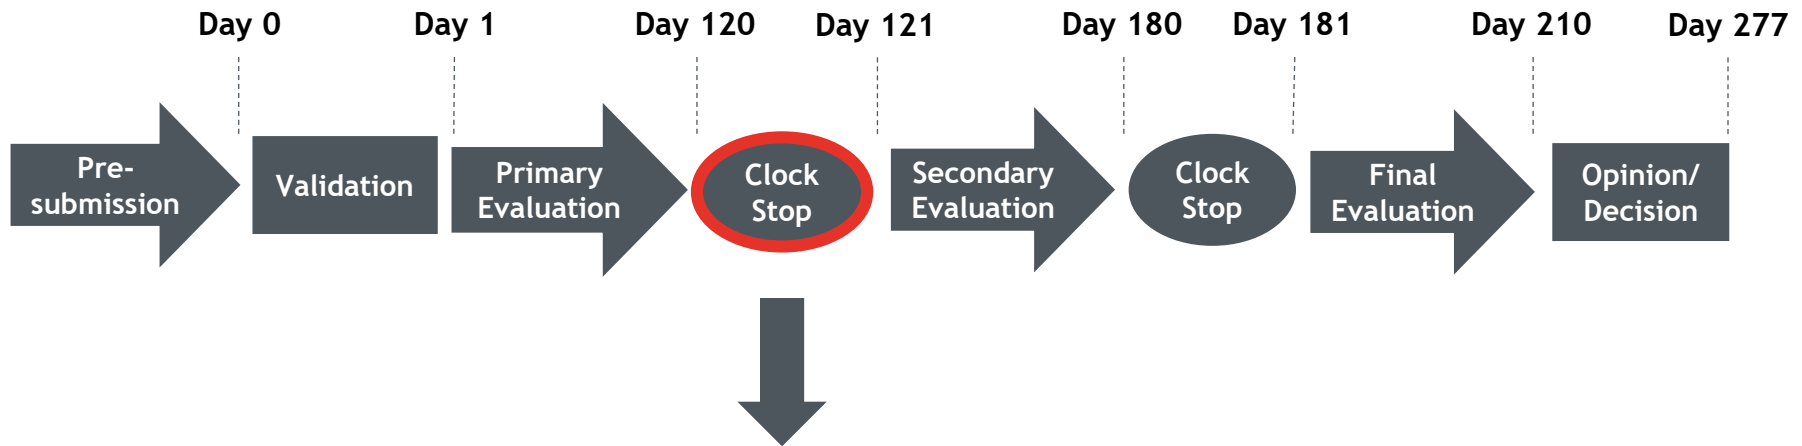 Day 0
Day 1
Day 120
Day 121
Day 180
Day 181
Day 210
Day 277
Pre-
submission
Validation
Primary
Evaluation
Clock
Stop
Secondary
Evaluation
Clock
Stop
Final
Evaluation
Opinion/
Decision